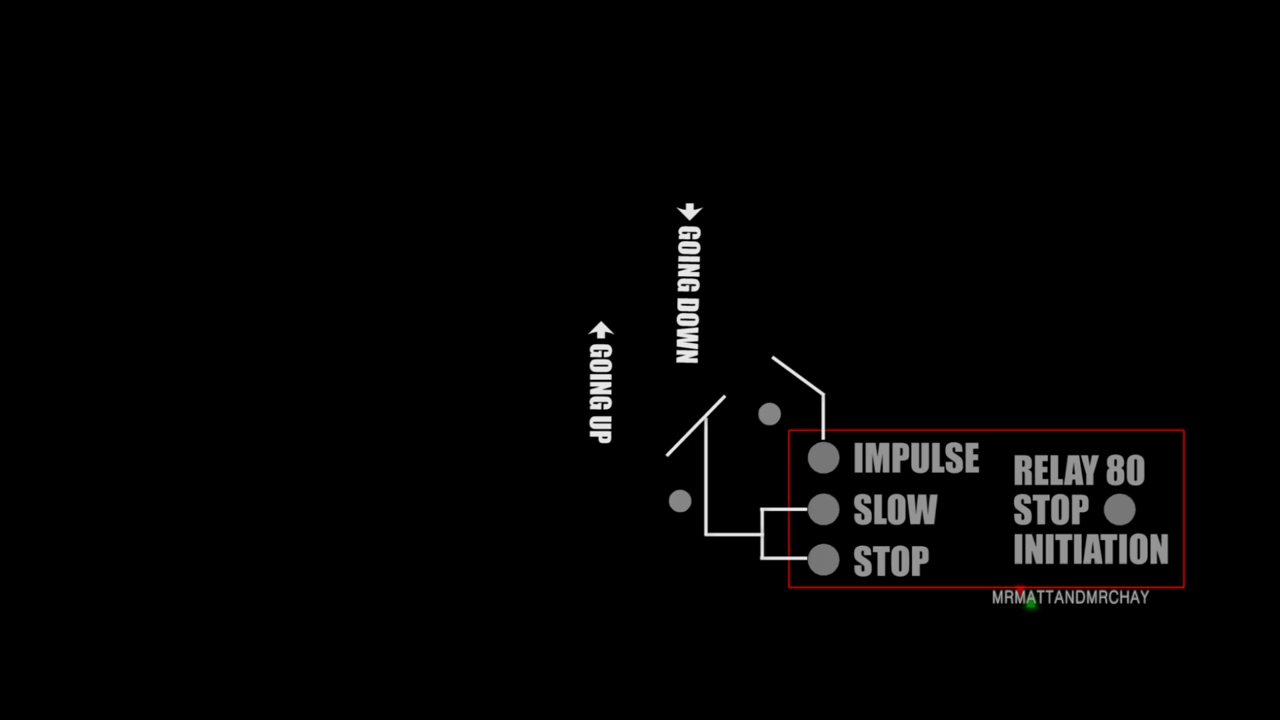 GOING DOWN
GOING UP
IMPULSE
SLOW
STOP
RELAY 80
STOP
INITIATION
MRMATTANDMRCHAY